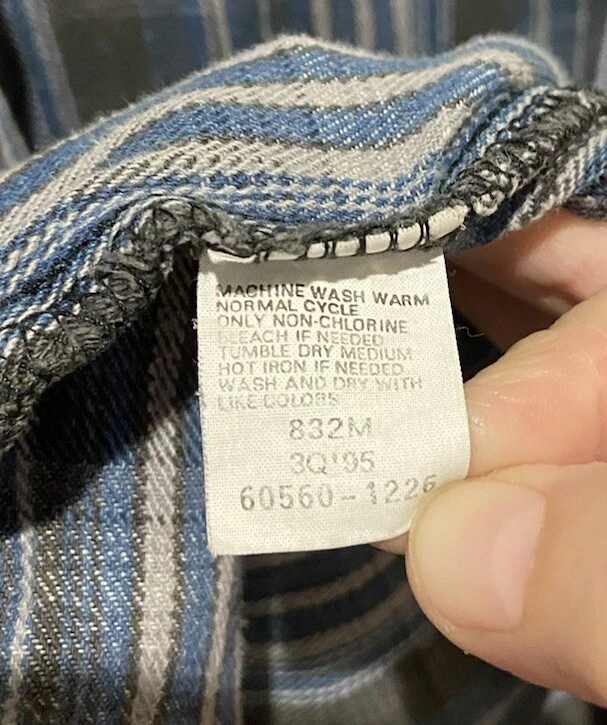 MACHINE WASH WARM
NORMAL CYCLE
ONLY NON-CHLORINE
BLEACH IF NEEDED
TUMBLE DRY MEDIUM
HOT IRON IF NEEDED
WASH AND DRY WITH
LIKE COLORS
832M
3Q'95
60560-1226